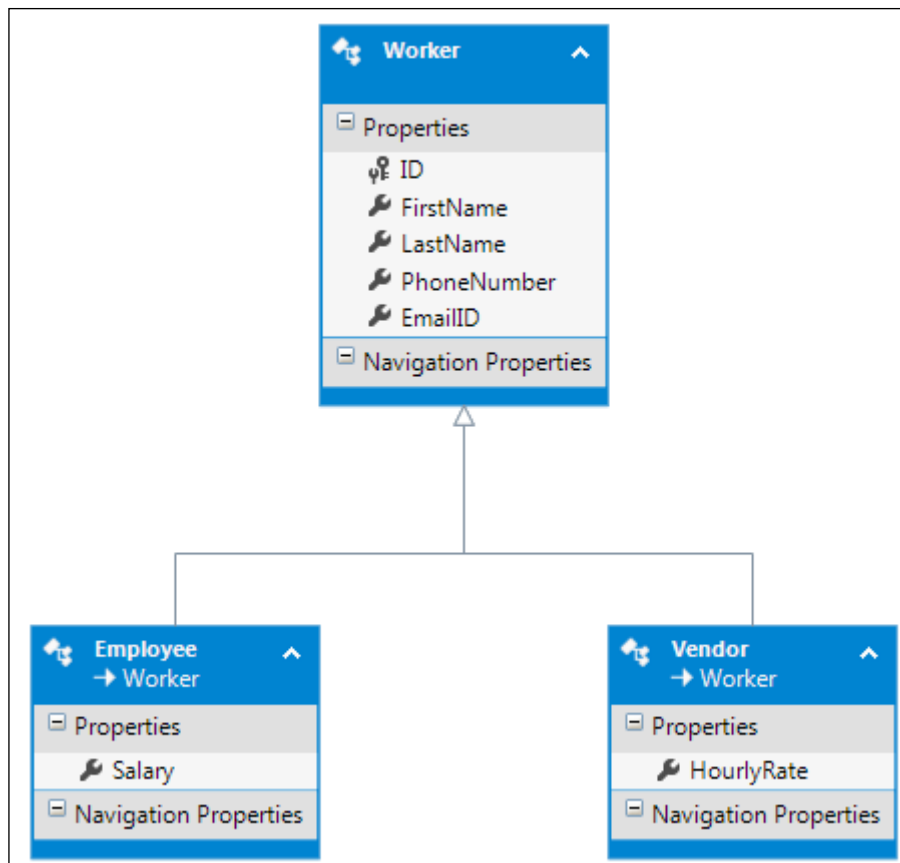 Worker
Properties
ID
FirstName
LastName
PhoneNumber
EmailID
Navigation Properties
Employee
Worker
Properties
Salary
Navigation Properties
Vendor
Worker
Properties
HourlyRate
Navigation Properties